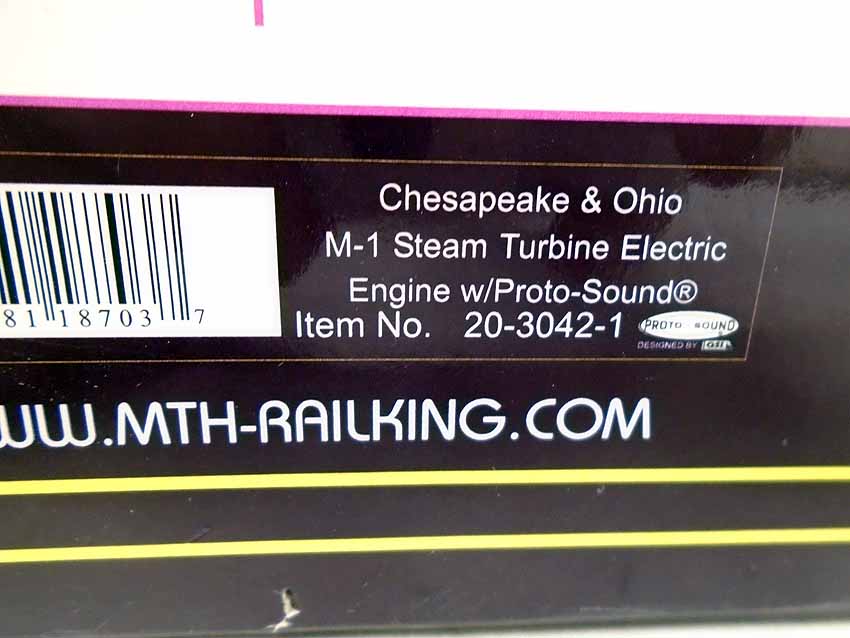 Chesapeake & Ohio
M-1 Steam Turbine Electric
Engine w/Proto-Sound®
Item No. 20-3042-1
PROTO SOUND
DESIGNED BY QSI
81 18703 7
WWW.MTH-RAILKING.COM